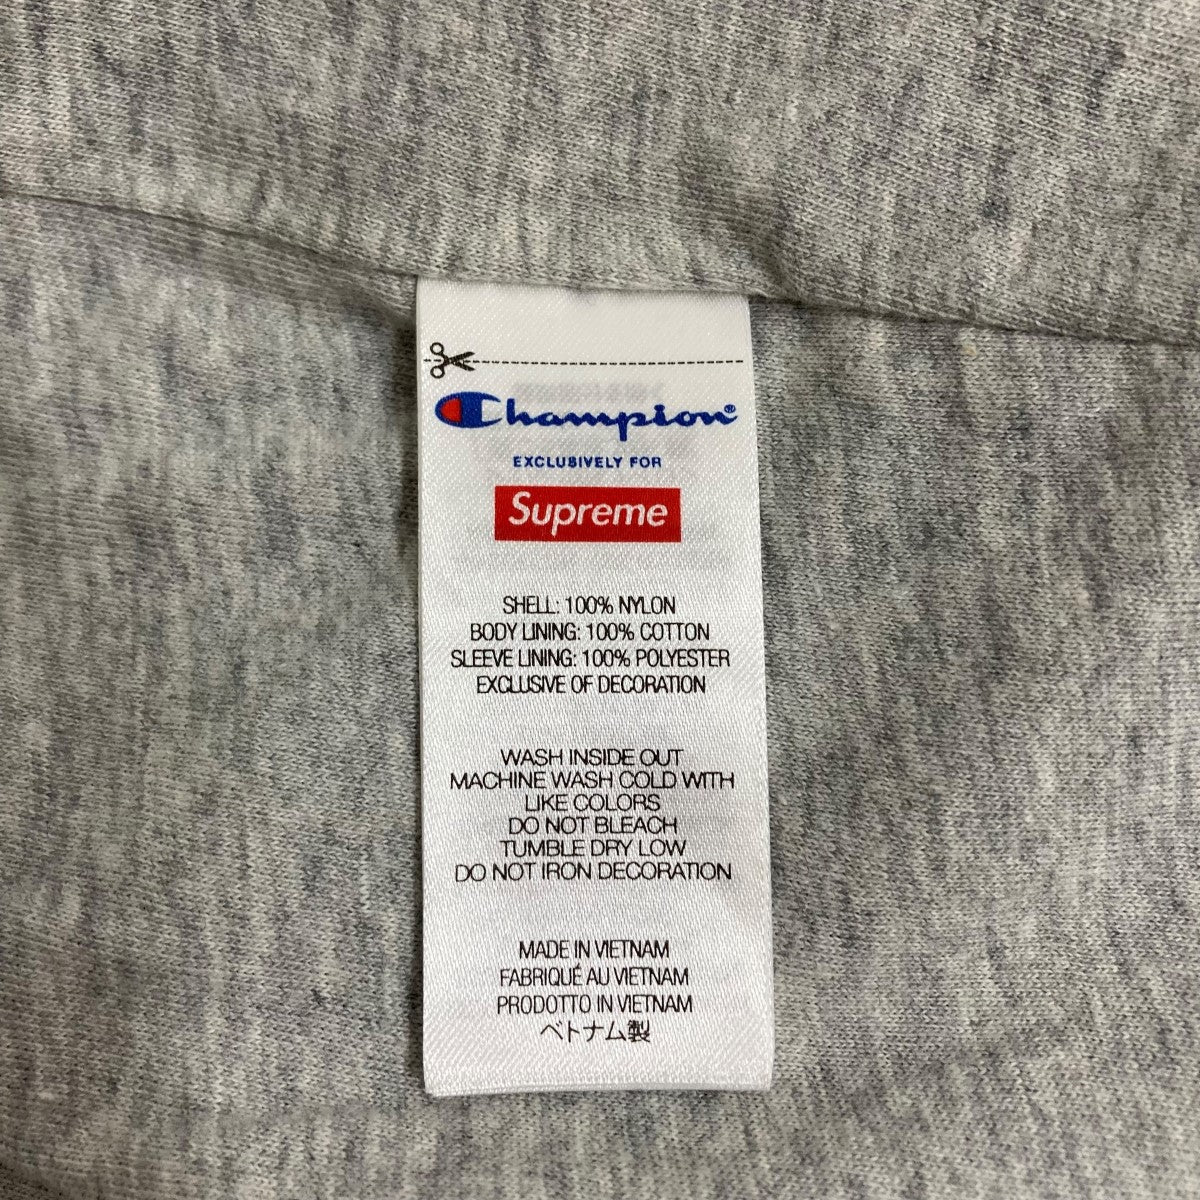 Champion®
EXCLUSIVELY FOR
Supreme
SHELL: 100% NYLON
BODY LINING: 100% COTTON
SLEEVE LINING: 100% POLYESTER
EXCLUSIVE OF DECORATION
WASH INSIDE OUT
MACHINE WASH COLD WITH
LIKE COLORS
DO NOT BLEACH
TUMBLE DRY LOW
DO NOT IRON DECORATION
MADE IN VIETNAM
FABRIQUÉ AU VIETNAM
PRODOTTO IN VIETNAM
ベトナム製